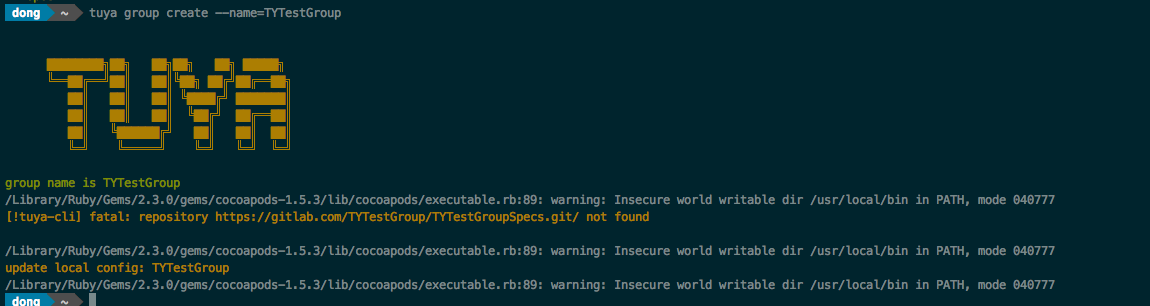 dong ~ tuya group create --name=TYTestGroup
TUYA
group name is TYTestGroup
/Library/Ruby/Gems/2.3.0/gems/cocoapods-1.5.3/lib/cocoapods/executable.rb:89: warning: Insecure world writable dir /usr/local/bin in PATH, mode 040777
[!tuya-cli] fatal: repository https://gitlab.com/TYTestGroup/TYTestGroupSpecs.git/ not found
/Library/Ruby/Gems/2.3.0/gems/cocoapods-1.5.3/lib/cocoapods/executable.rb:89: warning: Insecure world writable dir /usr/local/bin in PATH, mode 040777
update local config: TYTestGroup
/Library/Ruby/Gems/2.3.0/gems/cocoapods-1.5.3/lib/cocoapods/executable.rb:89: warning: Insecure world writable dir /usr/local/bin in PATH, mode 040777
dong ~